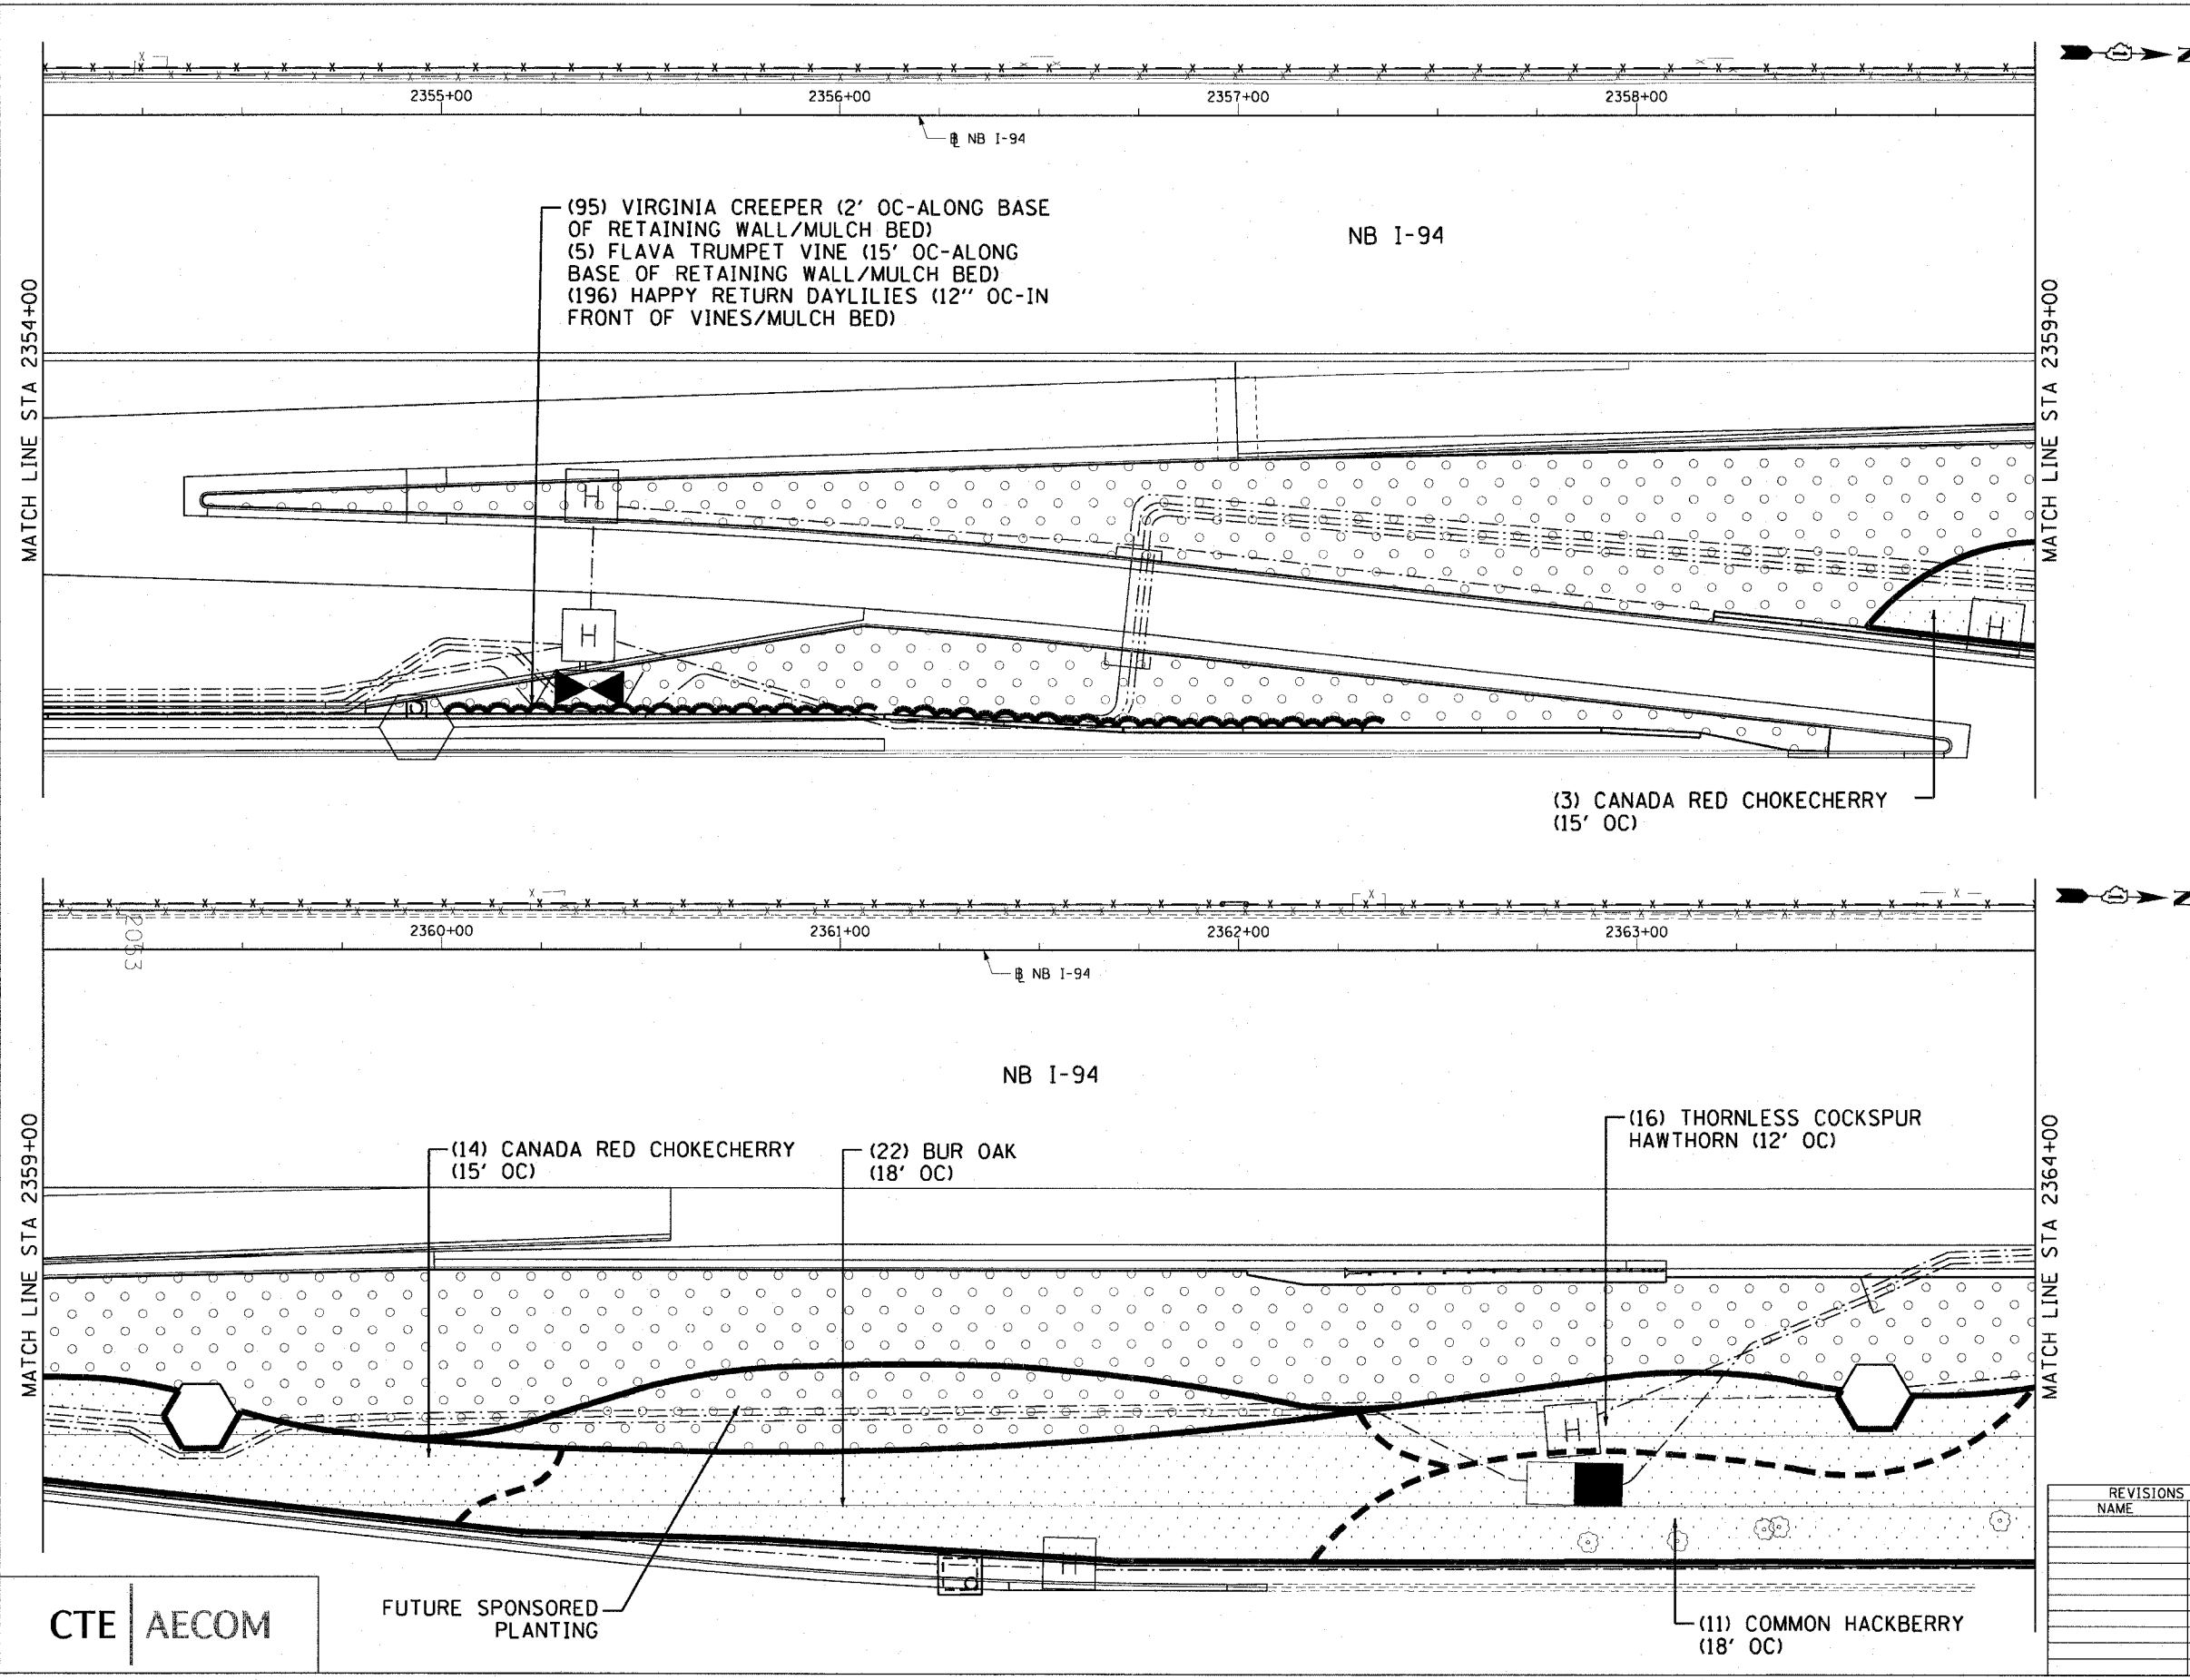 2355+00 2356+00 2357+00 2358+00
℄ NB I-94
(95) VIRGINIA CREEPER (2' OC-ALONG BASE
OF RETAINING WALL/MULCH BED)
(5) FLAVA TRUMPET VINE (15' OC-ALONG
BASE OF RETAINING WALL/MULCH BED)
(196) HAPPY RETURN DAYLILIES (12'' OC-IN
FRONT OF VINES/MULCH BED)
NB I-94
MATCH LINE STA 2354+00
MATCH LINE STA 2359+00
H
H
H
(3) CANADA RED CHOKECHERRY
(15' OC)
2053
2360+00 2361+00 2362+00 2363+00
℄ NB I-94
NB I-94
MATCH LINE STA 2359+00
(14) CANADA RED CHOKECHERRY
(15' OC)
(22) BUR OAK
(18' OC)
(16) THORNLESS COCKSPUR
HAWTHORN (12' OC)
MATCH LINE STA 2364+00
H
H
FUTURE SPONSORED
PLANTING
(11) COMMON HACKBERRY
(18' OC)
CTE AECOM
REVISIONS
NAME